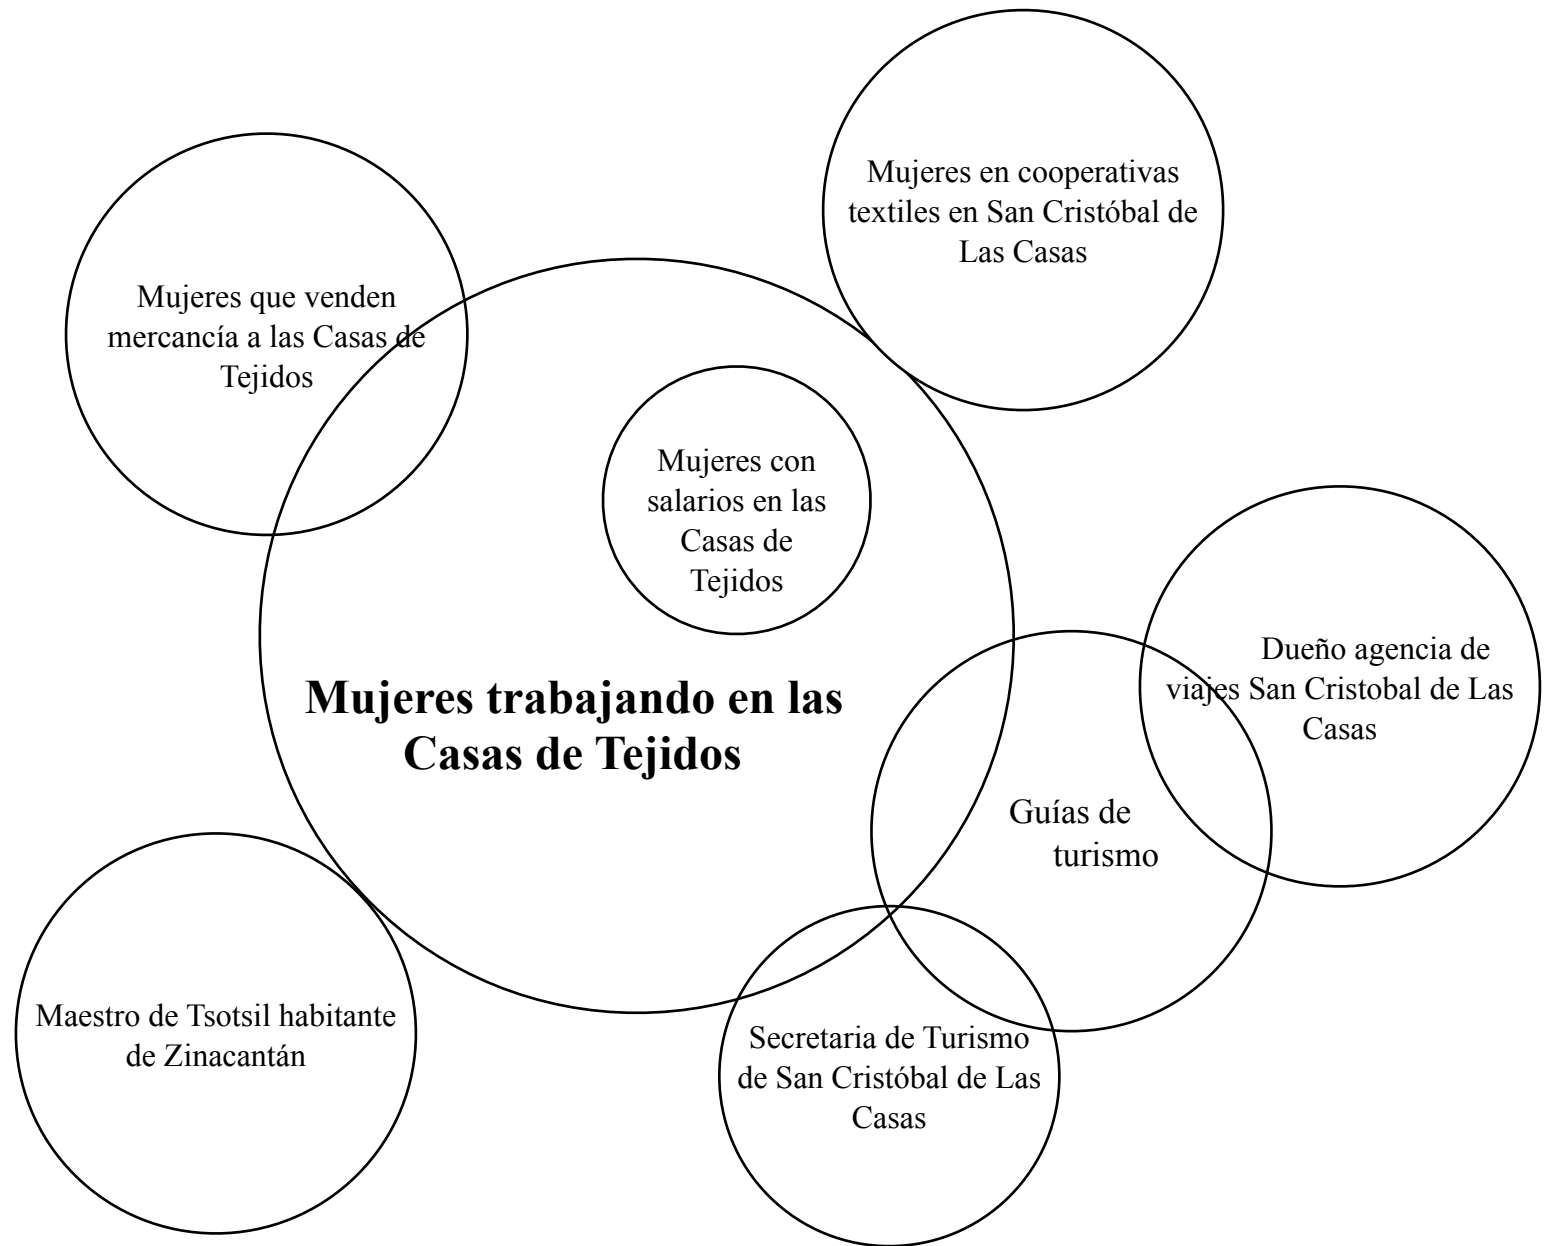 Mujeres en cooperativas
textiles en San Cristóbal de
Las Casas
Mujeres que venden
mercancía a las Casas de
Tejidos
Mujeres con
salarios en las
Casas de
Tejidos
Mujeres trabajando en las
Casas de Tejidos
Dueño agencia de
viajes San Cristobal de Las
Casas
Guías de
turismo
Maestro de Tsotsil habitante
de Zinacantán
Secretaria de Turismo
de San Cristóbal de Las
Casas